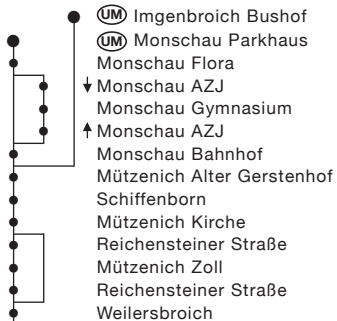 UM Imgenbroich Bushof
UM Monschau Parkhaus
Monschau Flora
Monschau AZJ
Monschau Gymnasium
Monschau AZJ
Monschau Bahnhof
Mützenich Alter Gerstenhof
Schiffenborn
Mützenich Kirche
Reichensteiner Straße
Mützenich Zoll
Reichensteiner Straße
Weilersbroich